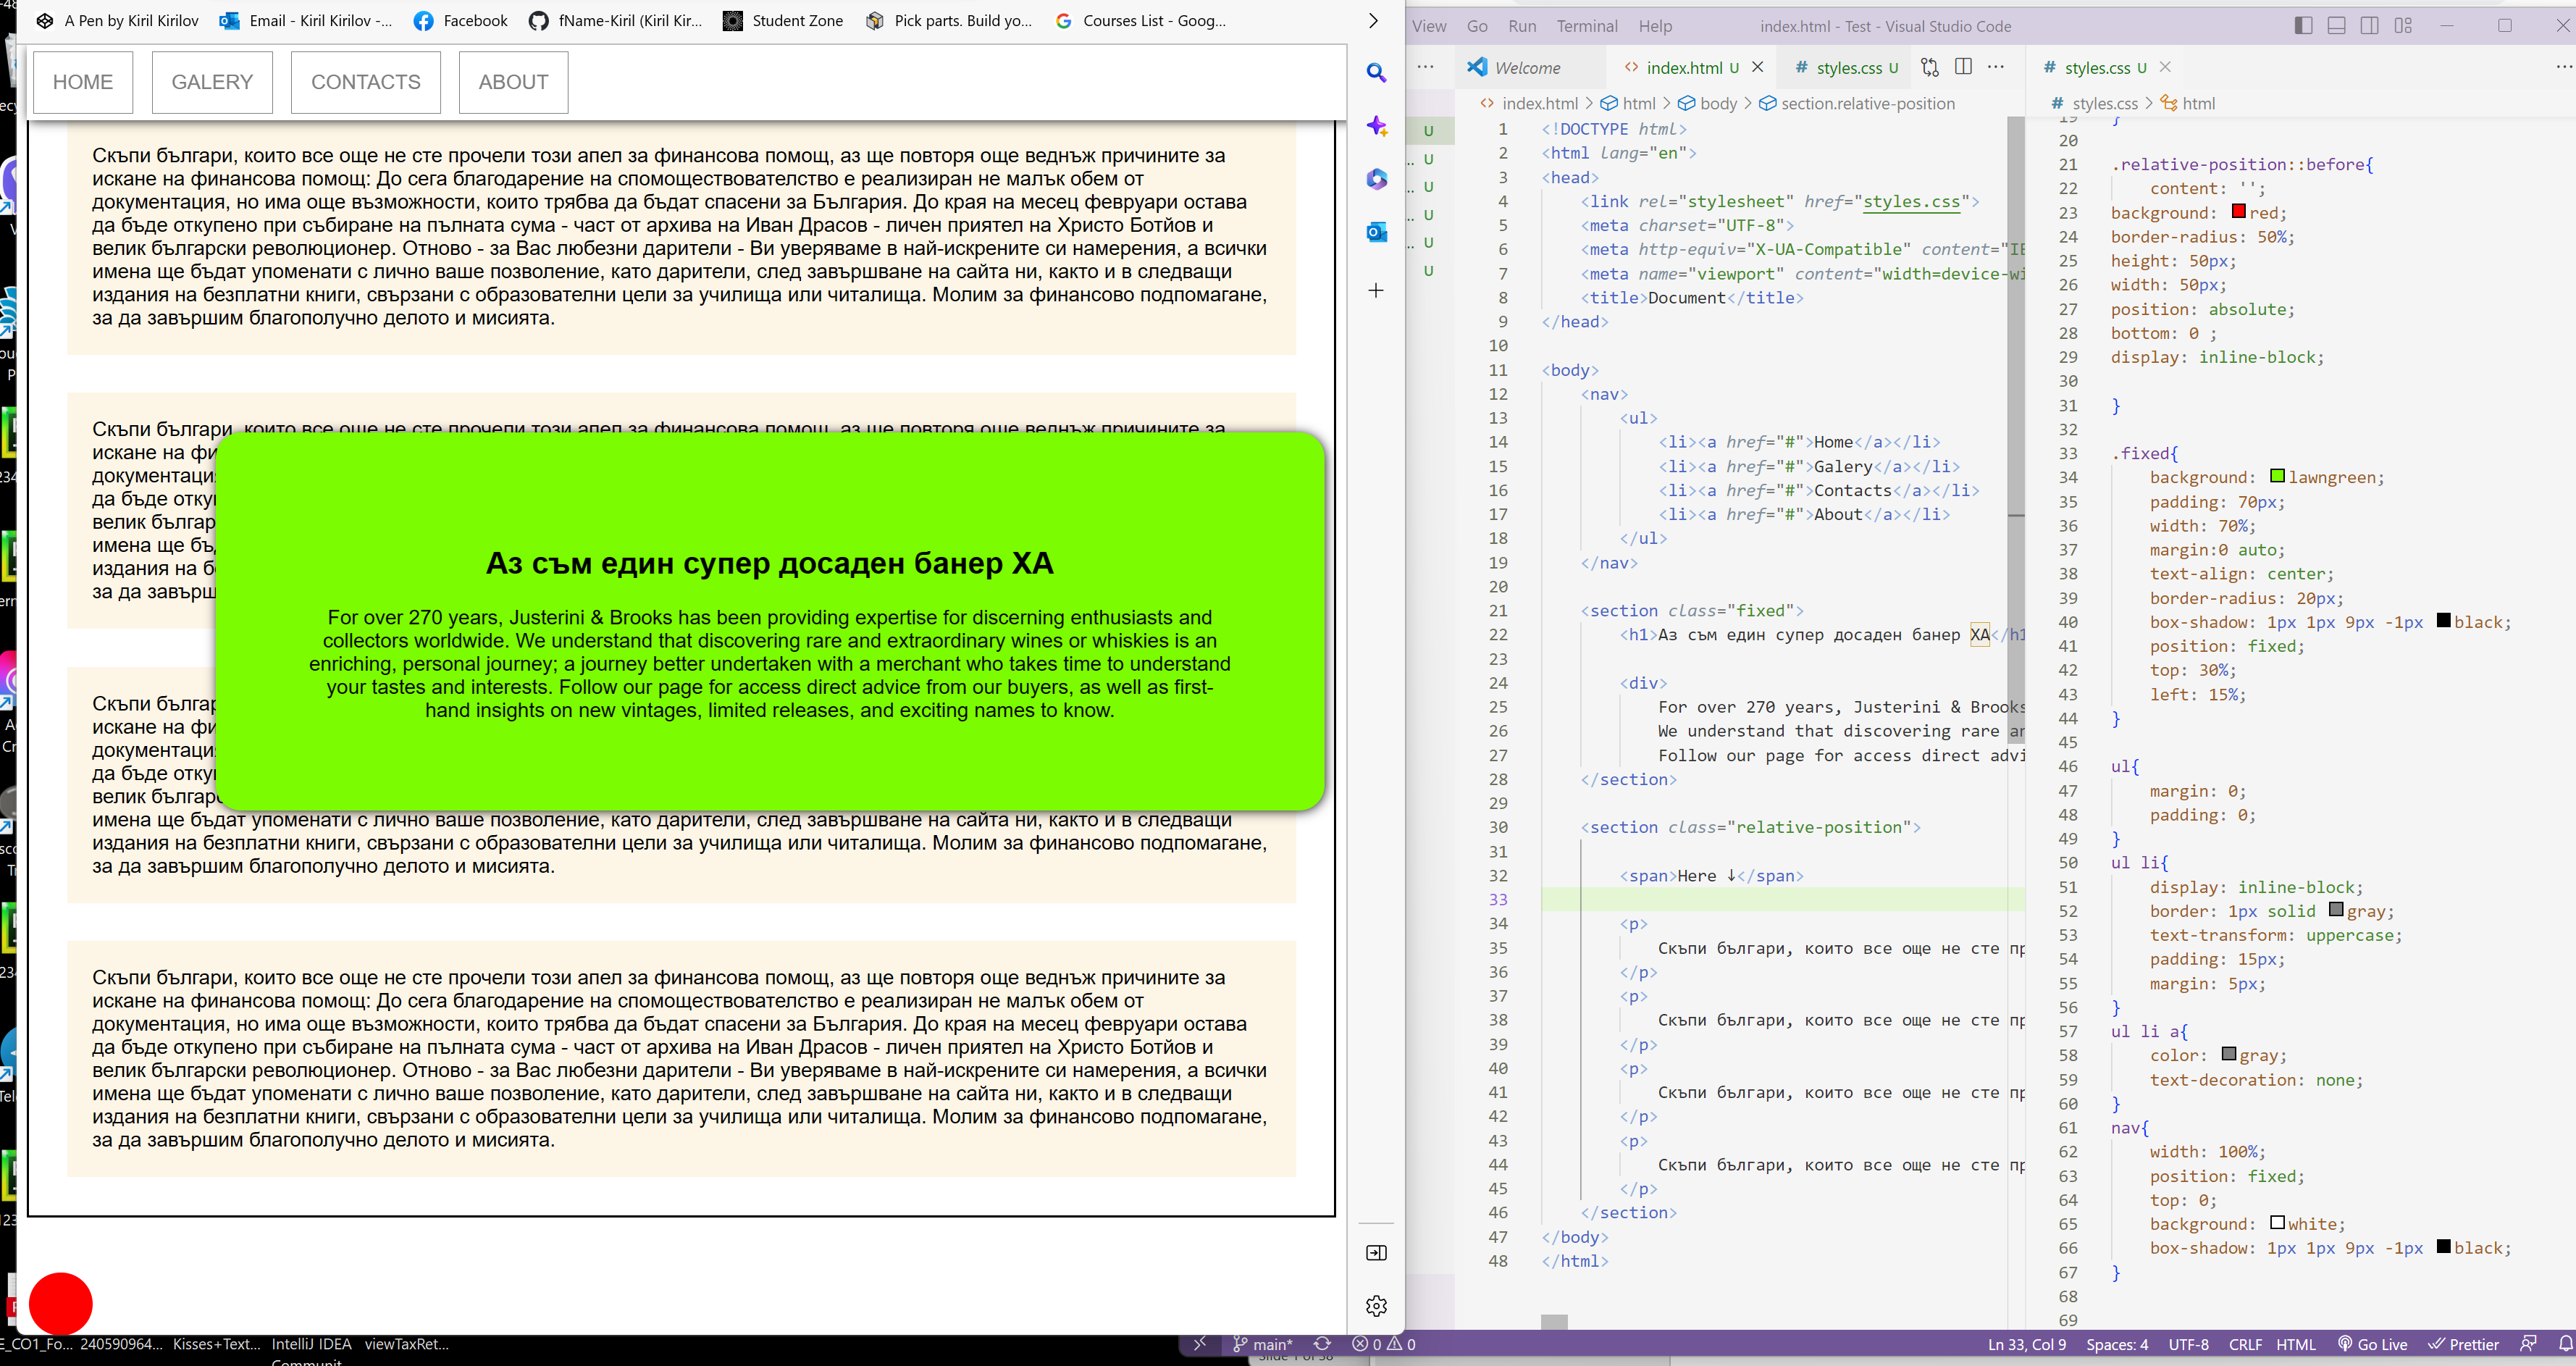 A Pen by Kiril Kirilov
Email - Kiril Kirilov -...
Facebook
fName-Kiril (Kiril Kir...
Student Zone
Pick parts. Build yo...
Courses List - Goog...
HOME
GALERY
CONTACTS
ABOUT
Скъпи българи, които все още не сте прочели този апел за финансова помощ, аз ще повторя още веднъж причините за
искане на финансова помощ: До сега благодарение на спомоществователство е реализиран не малък обем от
документация, но има още възможности, които трябва да бъдат спасени за България. До края на месец февруари остава
да бъде откупено при събиране на пълната сума - част от архива на Иван Драсов - личен приятел на Христо Ботйов и
велик български революционер. Отново - за Вас любезни дарители - Ви уверяваме в най-искрените си намерения, а всички
имена ще бъдат упоменати с лично ваше позволение, като дарители, след завършване на сайта ни, както и в следващи
издания на безплатни книги, свързани с образователни цели за училища или читалища. Молим за финансово подпомагане,
за да завършим благополучно делото и мисията.
Скъпи българи, които все още не сте прочели този апел за финансова помощ, аз ще повторя още веднъж причините за
искане на фи
документаци
да бъде откуп
велик българ
имена ще бъ
издания на б
за да завърш
Аз съм един супер досаден банер ХА
For over 270 years, Justerini & Brooks has been providing expertise for discerning enthusiasts and
collectors worldwide. We understand that discovering rare and extraordinary wines or whiskies is an
enriching, personal journey; a journey better undertaken with a merchant who takes time to understand
your tastes and interests. Follow our page for access direct advice from our buyers, as well as first-
hand insights on new vintages, limited releases, and exciting names to know.
Скъпи българ
искане на фи
документаци
да бъде откуп
велик българ
имена ще бъдат упоменати с лично ваше позволение, като дарители, след завършване на сайта ни, както и в следващи
издания на безплатни книги, свързани с образователни цели за училища или читалища. Молим за финансово подпомагане,
за да завършим благополучно делото и мисията.
Скъпи българи, които все още не сте прочели този апел за финансова помощ, аз ще повторя още веднъж причините за
искане на финансова помощ: До сега благодарение на спомоществователство е реализиран не малък обем от
документация, но има още възможности, които трябва да бъдат спасени за България. До края на месец февруари остава
да бъде откупено при събиране на пълната сума - част от архива на Иван Драсов - личен приятел на Христо Ботйов и
велик български революционер. Отново - за Вас любезни дарители - Ви уверяваме в най-искрените си намерения, а всички
имена ще бъдат упоменати с лично ваше позволение, като дарители, след завършване на сайта ни, както и в следващи
издания на безплатни книги, свързани с образователни цели за училища или читалища. Молим за финансово подпомагане,
за да завършим благополучно делото и мисията.
E_CO1_Fo... 240590964... Kisses+Text... IntelliJ IDEA viewTaxRet...
View Go Run Terminal Help
index.html - Test - Visual Studio Code
Welcome
index.html U
styles.css U
index.html > html > body > section.relative-position
U
U
U
U
U
U
1 <!DOCTYPE html>
2 <html lang="en">
3 <head>
4 <link rel="stylesheet" href="styles.css">
5 <meta charset="UTF-8">
6 <meta http-equiv="X-UA-Compatible" content="IE
7 <meta name="viewport" content="width=device-wi
8 <title>Document</title>
9 </head>
10
11 <body>
12 <nav>
13 <ul>
14 <li><a href="#">Home</a></li>
15 <li><a href="#">Galery</a></li>
16 <li><a href="#">Contacts</a></li>
17 <li><a href="#">About</a></li>
18 </ul>
19 </nav>
20
21 <section class="fixed">
22 <h1>Аз съм един супер досаден банер ХА</h1
23
24 <div>
25 For over 270 years, Justerini & Brooks
26 We understand that discovering rare an
27 Follow our page for access direct advi
28 </section>
29
30 <section class="relative-position">
31
32 <span>Here ↓</span>
33
34 <p>
35 Скъпи българи, които все още не сте пр
36 </p>
37 <p>
38 Скъпи българи, които все още не сте пр
39 </p>
40 <p>
41 Скъпи българи, които все още не сте пр
42 </p>
43 <p>
44 Скъпи българи, които все още не сте пр
45 </p>
46 </section>
47 </body>
48 </html>
styles.css U
styles.css > html
19 }
20
21 .relative-position::before{
22 content: '';
23 background: red;
24 border-radius: 50%;
25 height: 50px;
26 width: 50px;
27 position: absolute;
28 bottom: 0 ;
29 display: inline-block;
30
31 }
32
33 .fixed{
34 background: lawngreen;
35 padding: 70px;
36 width: 70%;
37 margin:0 auto;
38 text-align: center;
39 border-radius: 20px;
40 box-shadow: 1px 1px 9px -1px black;
41 position: fixed;
42 top: 30%;
43 left: 15%;
44 }
45
46 ul{
47 margin: 0;
48 padding: 0;
49 }
50 ul li{
51 display: inline-block;
52 border: 1px solid gray;
53 text-transform: uppercase;
54 padding: 15px;
55 margin: 5px;
56 }
57 ul li a{
58 color: gray;
59 text-decoration: none;
60 }
61 nav{
62 width: 100%;
63 position: fixed;
64 top: 0;
65 background: white;
66 box-shadow: 1px 1px 9px -1px black;
67 }
68
69
main* 0 0
Ln 33, Col 9 Spaces: 4 UTF-8 CRLF HTML Go Live Prettier